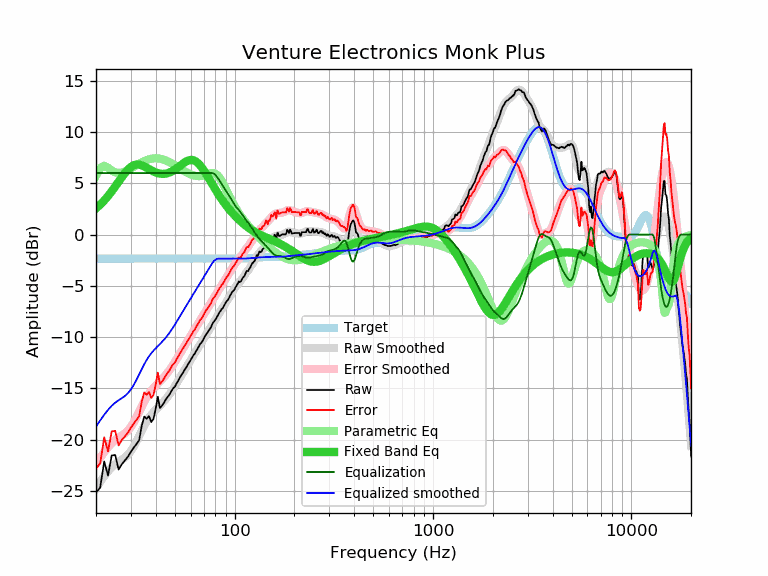 Venture Electronics Monk Plus
15
10
5
0
−5
−10
−15
−20
−25
Amplitude (dBr)
Target
Raw Smoothed
Error Smoothed
Raw
Error
Parametric Eq
Fixed Band Eq
Equalization
Equalized smoothed
100
1000
10000
Frequency (Hz)